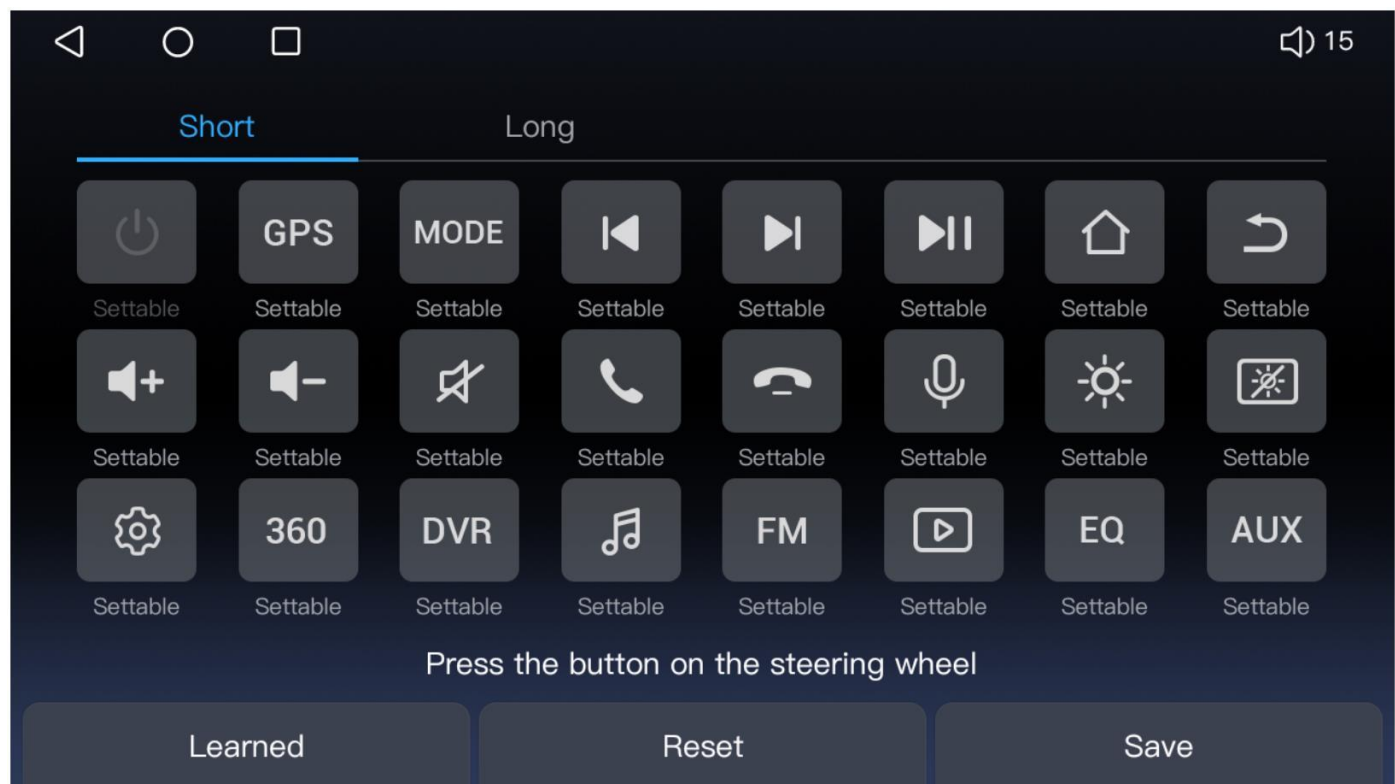 15
Short Long
GPS MODE
Settable Settable Settable Settable Settable Settable Settable Settable
Settable Settable Settable Settable Settable Settable Settable Settable
360 DVR FM EQ AUX
Settable Settable Settable Settable Settable Settable Settable Settable
Press the button on the steering wheel
Learned Reset Save